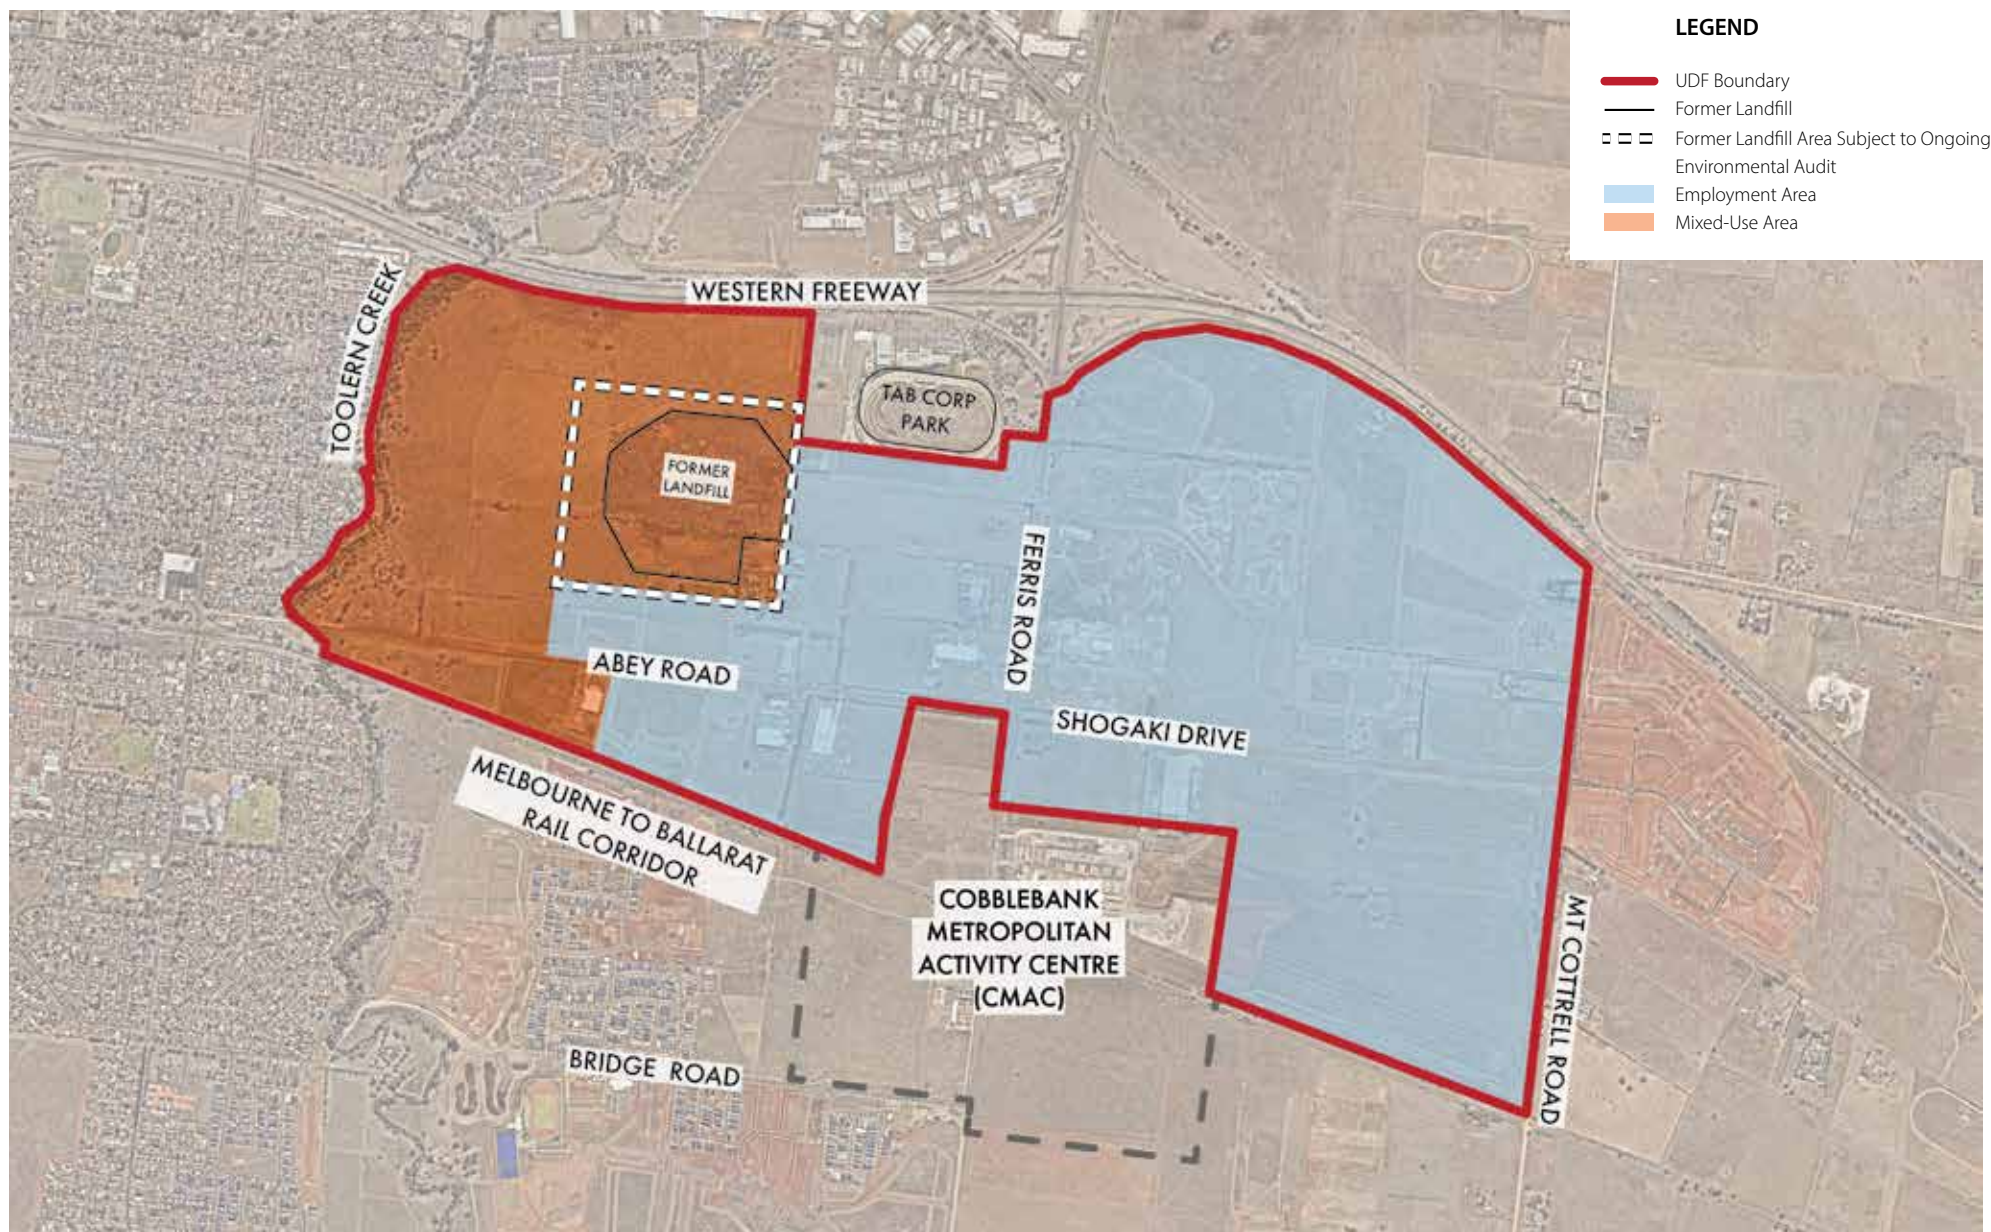 LEGEND
UDF Boundary
Former Landfill
Former Landfill Area Subject to Ongoing
Environmental Audit
Employment Area
Mixed-Use Area
WESTERN FREEWAY
TOOLERN CREEK
TAB CORP
PARK
FORMER
LANDFILL
FERRIS ROAD
ABEY ROAD
SHOGAKI DRIVE
MELBOURNE TO BALLARAT
RAIL CORRIDOR
COBBLEBANK
METROPOLITAN
ACTIVITY CENTRE
(CMAC)
MT COTTRELL ROAD
BRIDGE ROAD